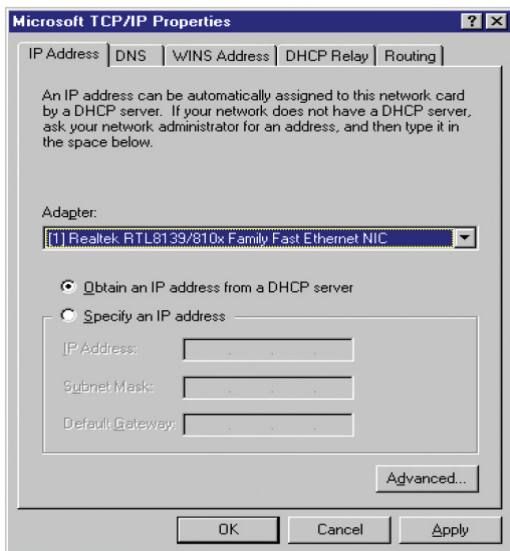 Microsoft TCP/IP Properties
IP Address DNS WINS Address DHCP Relay Routing
An IP address can be automatically assigned to this network card
by a DHCP server. If your network does not have a DHCP server,
ask your network administrator for an address, and then type it in
the space below.
Adapter:
[1] Realtek RTL8139/810x Family Fast Ethernet NIC
Obtain an IP address from a DHCP server
Specify an IP address
IP Address:
Subnet Mask:
Default Gateway:
Advanced...
OK Cancel Apply